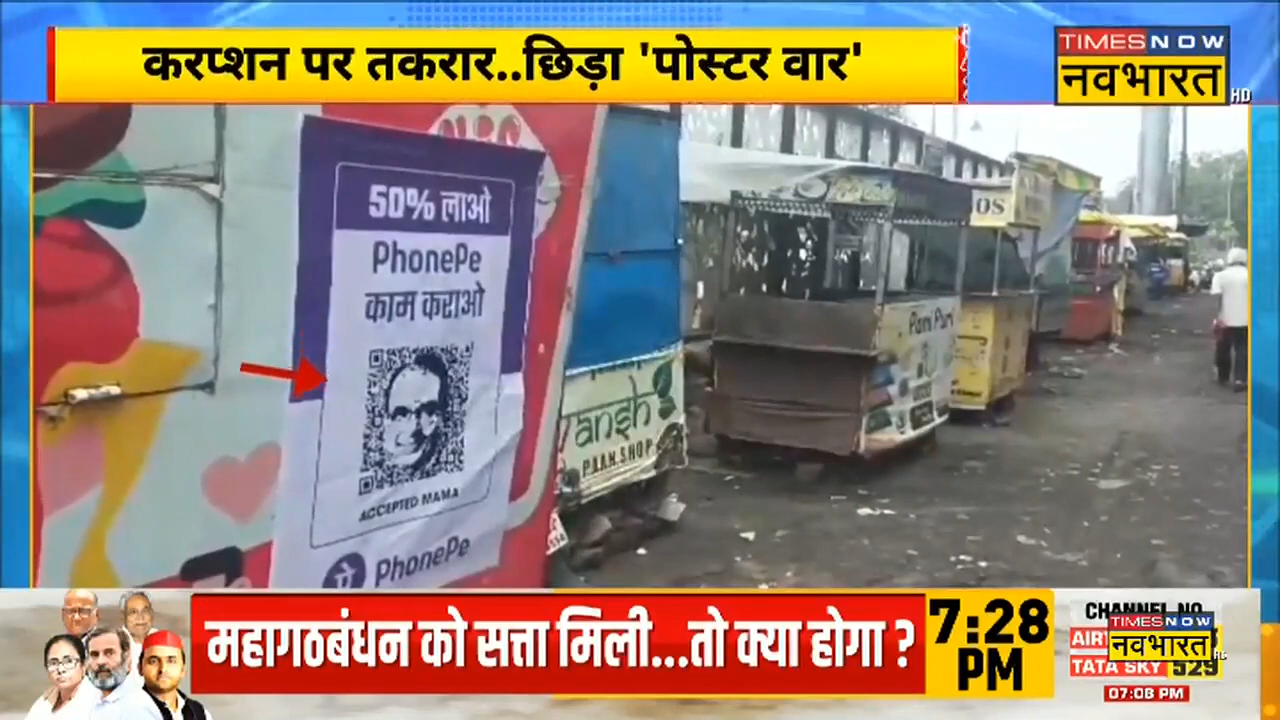 करप्शन पर तकरार..छिड़ा 'पोस्टर वार'
TIMES NOW
नवभारत
HD
50% लाओ
PhonePe
काम कराओ
ACCEPTED MAMA
पे PhonePe
Vansh
PAAN SHOP
Pani Puri
OS
महागठबंधन को सत्ता मिली...तो क्या होगा ?
7:28
PM
CHANNEL NO.
TIMES NOW
नवभारत
TATA SKY 525
07:08 PM